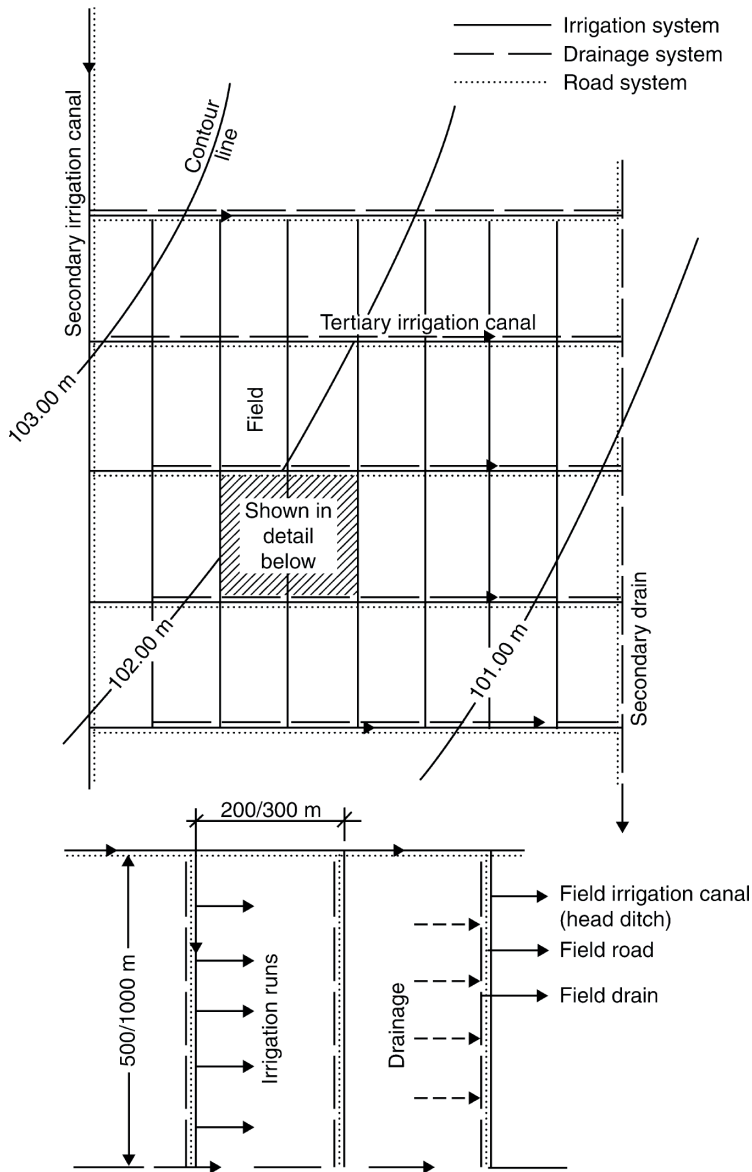 Irrigation system
Drainage system
Road system
Secondary irrigation canal
Contour
line
Tertiary irrigation canal
103.00 m
Field
Shown in
detail
below
102.00 m
101.00 m
Secondary drain
200/300 m
500/1000 m
Irrigation runs
Drainage
Field irrigation canal
(head ditch)
Field road
Field drain